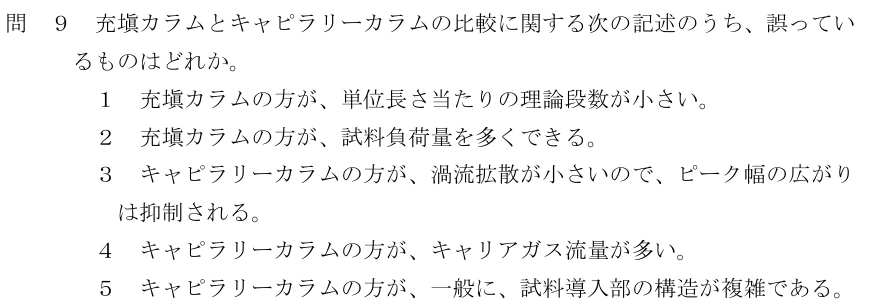 問　９　充塡カラムとキャピラリーカラムの比較に関する次の記述のうち、誤ってい
るものはどれか。
１　充塡カラムの方が、単位長さ当たりの理論段数が小さい。
２　充塡カラムの方が、試料負荷量を多くできる。
３　キャピラリーカラムの方が、渦流拡散が小さいので、ピーク幅の広がり
は抑制される。
４　キャピラリーカラムの方が、キャリアガス流量が多い。
５　キャピラリーカラムの方が、一般に、試料導入部の構造が複雑である。